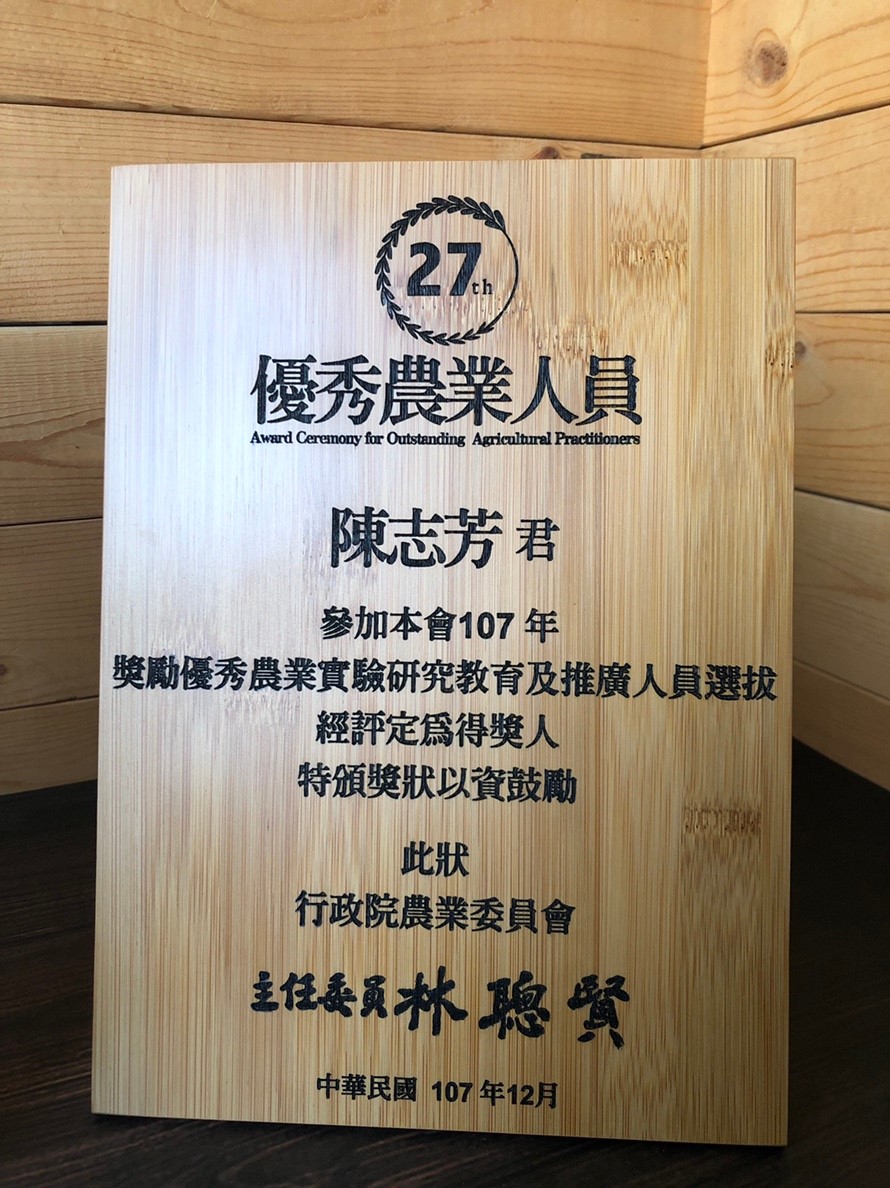 27th
優秀農業人員
Award Ceremony for Outstanding Agricultural Practitioners
陳志芳 君
參加本會107 年
獎勵優秀農業實驗研究教育及推廣人員選拔
經評定為得獎人
特頒獎狀以資鼓勵
此狀
行政院農業委員會
主任委員林聰賢
中華民國 107 年12月